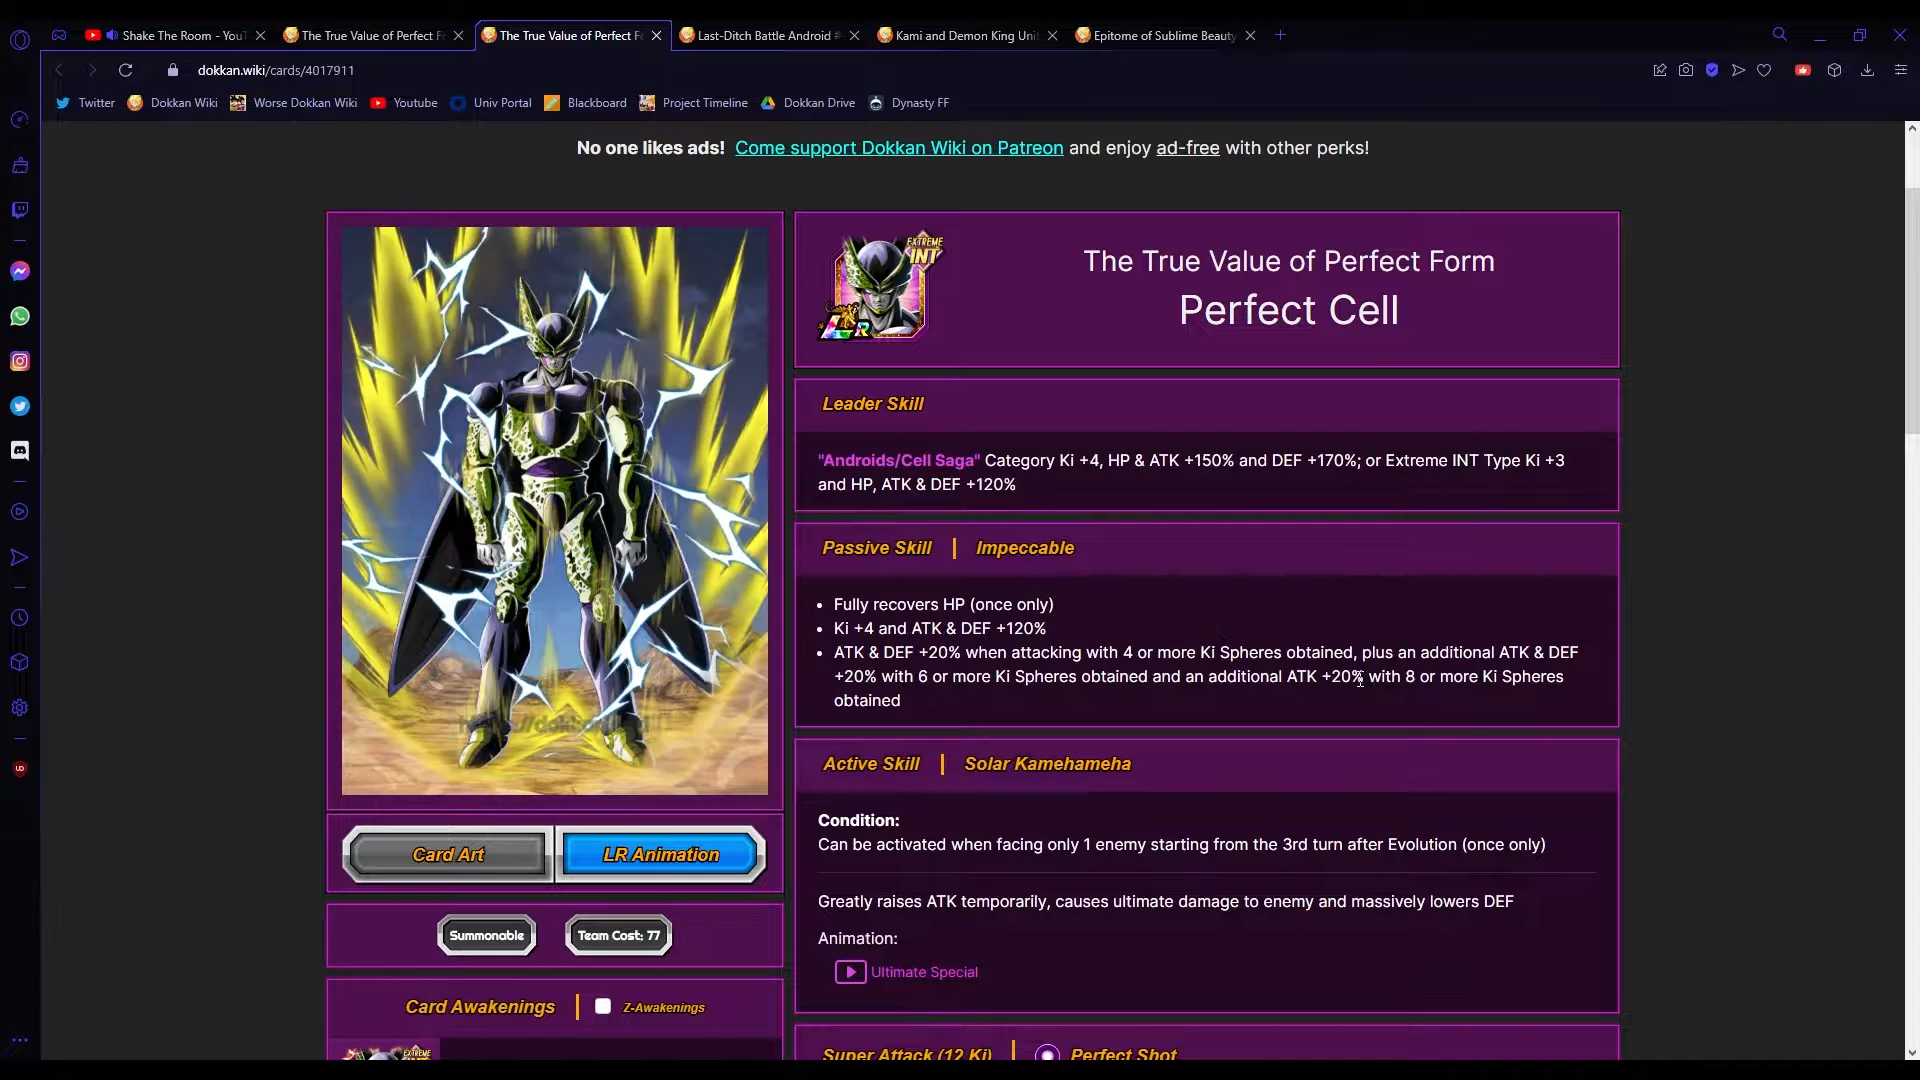 Shake The Room - YouT
The True Value of Perfect F
The True Value of Perfect F
Last-Ditch Battle Android #
Kami and Demon King Unit
Epitome of Sublime Beauty
dokkan.wiki/cards/4017911
Twitter
Dokkan Wiki
Worse Dokkan Wiki
Youtube
Univ Portal
Blackboard
Project Timeline
Dokkan Drive
Dynasty FF
No one likes ads! Come support Dokkan Wiki on Patreon and enjoy ad-free with other perks!
EXTREME
INT
LR
The True Value of Perfect Form
Perfect Cell
Leader Skill
"Androids/Cell Saga" Category Ki +4, HP & ATK +150% and DEF +170%; or Extreme INT Type Ki +3
and HP, ATK & DEF +120%
Passive Skill | Impeccable
• Fully recovers HP (once only)
• Ki +4 and ATK & DEF +120%
• ATK & DEF +20% when attacking with 4 or more Ki Spheres obtained, plus an additional ATK & DEF
+20% with 6 or more Ki Spheres obtained and an additional ATK +20% with 8 or more Ki Spheres
obtained
Active Skill | Solar Kamehameha
Condition:
Can be activated when facing only 1 enemy starting from the 3rd turn after Evolution (once only)
Greatly raises ATK temporarily, causes ultimate damage to enemy and massively lowers DEF
Animation:
Ultimate Special
Super Attack (12 Ki) | Perfect Shot
Card Art
LR Animation
Summonable
Team Cost: 77
Card Awakenings | Z-Awakenings
EXTREME